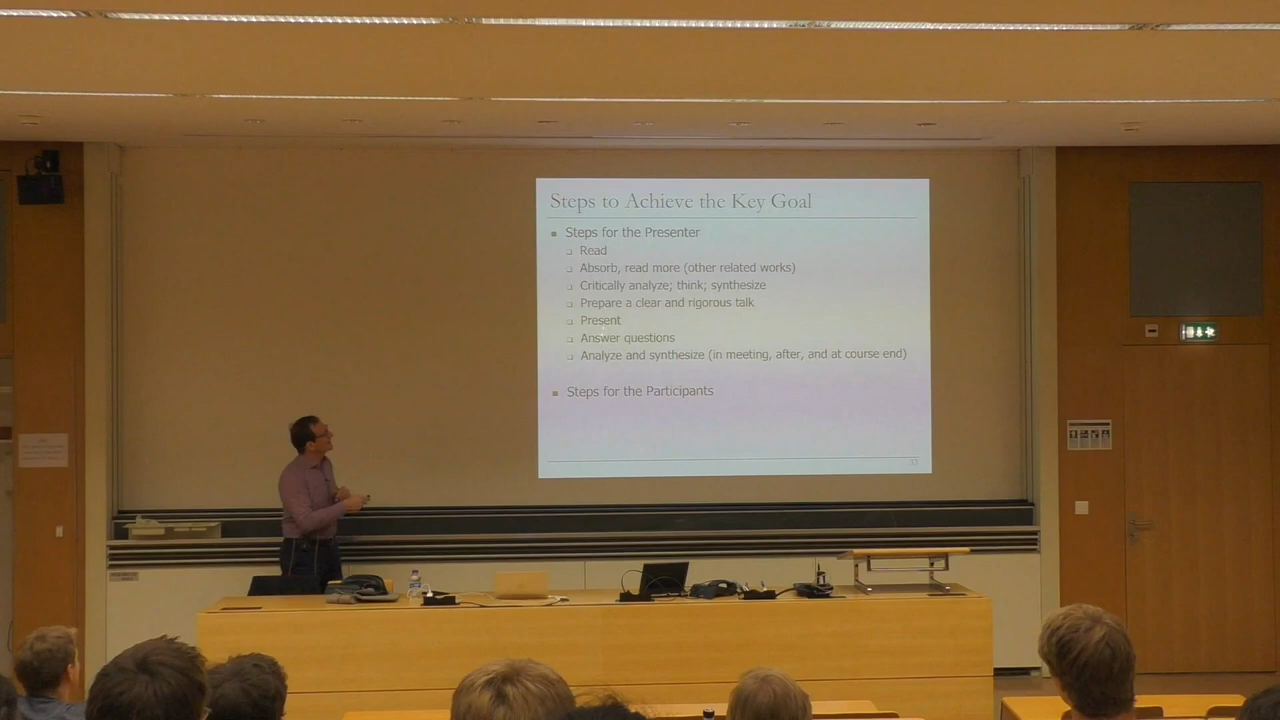 Steps to Achieve the Key Goal
Steps for the Presenter
Read
Absorb, read more (other related works)
Critically analyze; think; synthesize
Prepare a clear and rigorous talk
Present
Answer questions
Analyze and synthesize (in meeting, after, and at course end)
Steps for the Participants
53